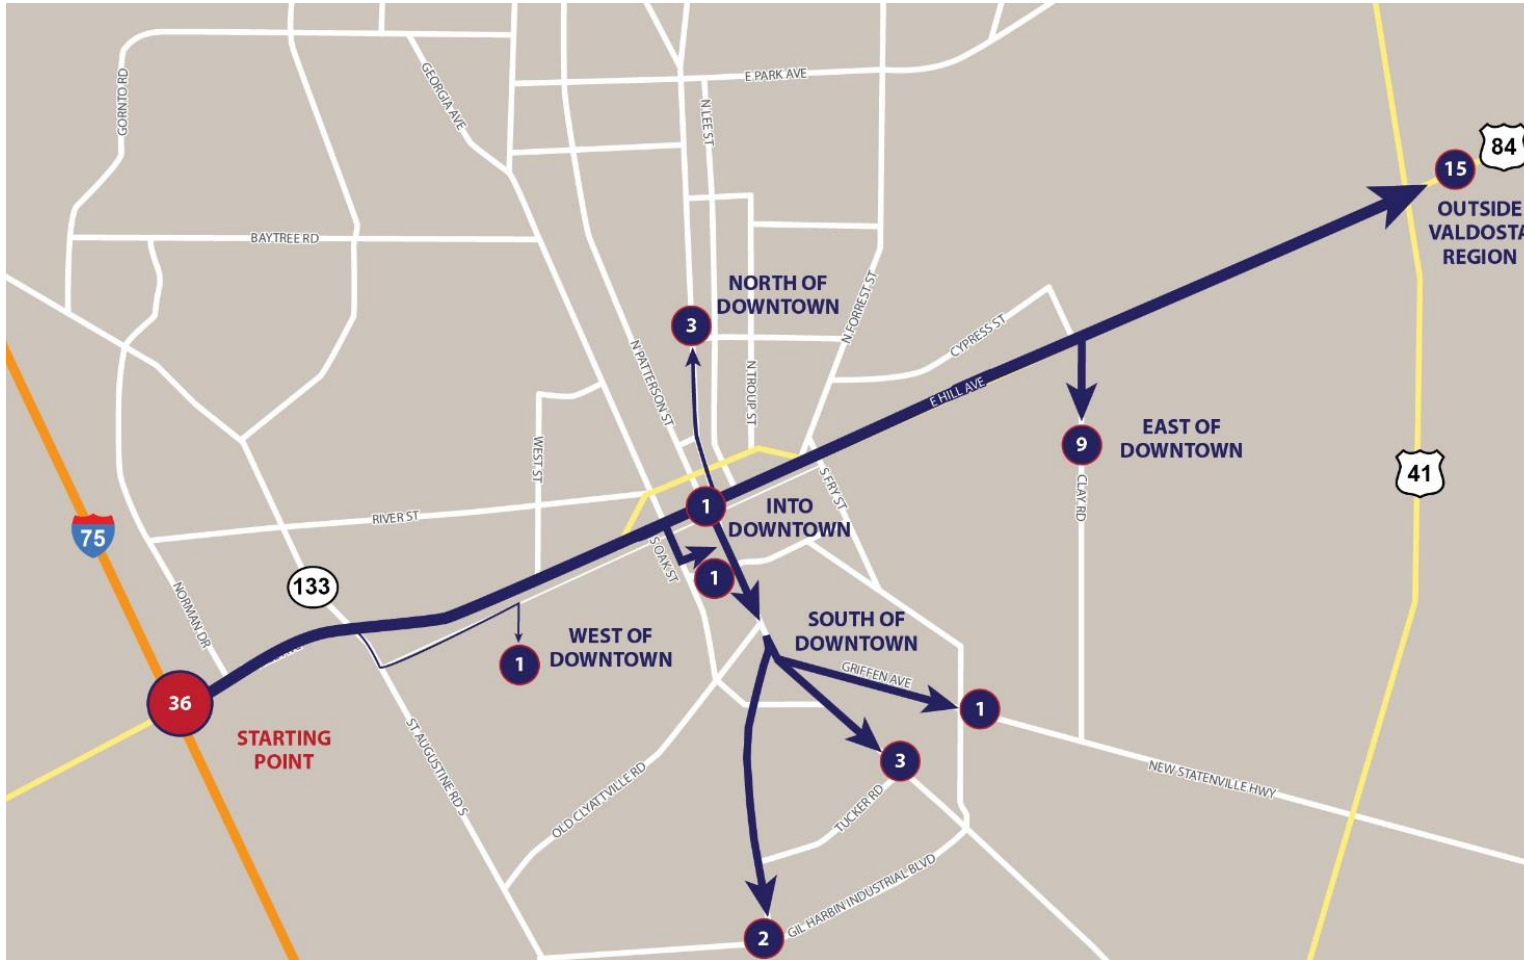 E PARK AVE
GORNTO RD
GEORGIA AVE
N LEE ST
84
15
OUTSIDE
VALDOSTA
REGION
BAYTREE RD
NORTH OF
DOWNTOWN
3
N FORREST ST
CYPRESS ST
N PATTERSON ST
N TROUP ST
E HILL AVE
EAST OF
DOWNTOWN
9
WEST ST
41
S FRY ST
CLAY RD
RIVER ST
1
INTO
DOWNTOWN
75
S OAK ST
1
133
NORMAN DR
WEST OF
DOWNTOWN
1
SOUTH OF
DOWNTOWN
GRIFFEN AVE
36
STARTING
POINT
1
ST AUGUSTINE RD S
3
NEW STATENVILLE HWY
OLD CLYATTVILLE RD
TUCKER RD
GIL HARBIN INDUSTRIAL BLVD
2